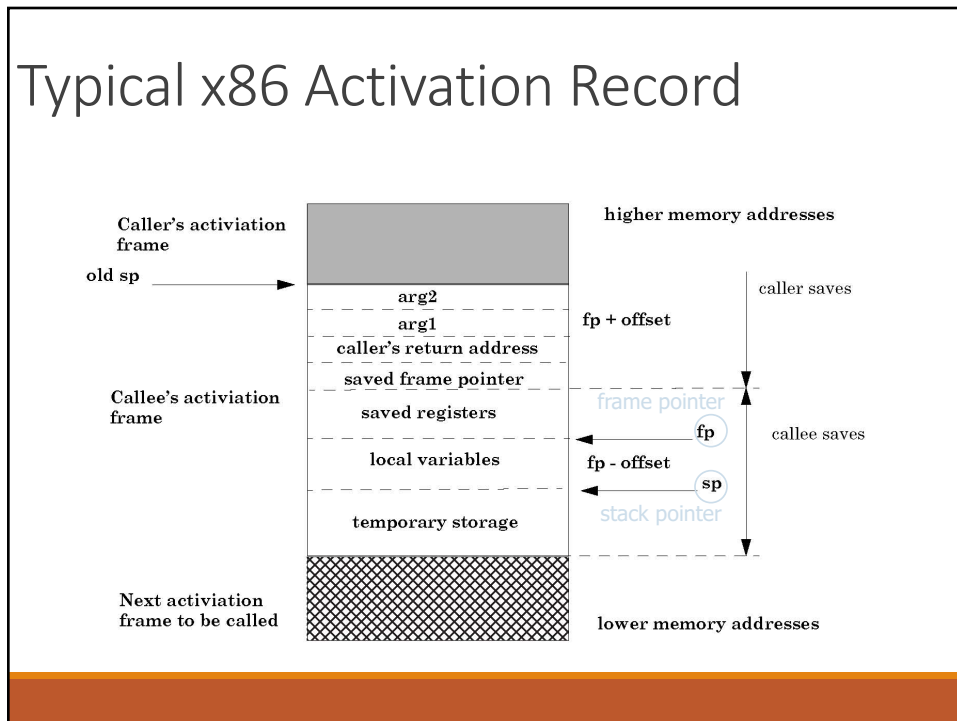 Typical x86 Activation Record
Caller's activiation
frame
higher memory addresses
old sp
caller saves
arg2
arg1
fp + offset
caller's return address
saved frame pointer
Callee's activiation
frame
saved registers
frame pointer
fp
callee saves
local variables
fp - offset
sp
stack pointer
temporary storage
Next activiation
frame to be called
lower memory addresses